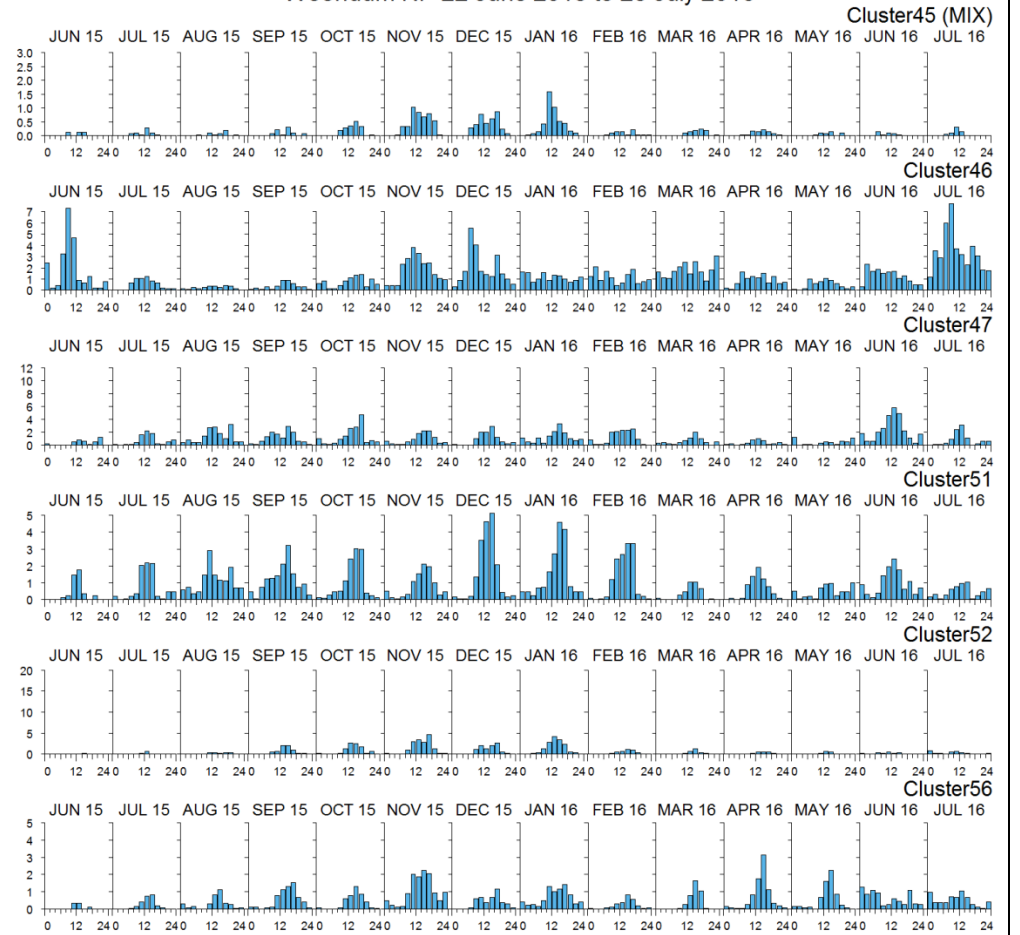 Cluster45 (MIX)
JUN 15 JUL 15 AUG 15 SEP 15 OCT 15 NOV 15 DEC 15 JAN 16 FEB 16 MAR 16 APR 16 MAY 16 JUN 16 JUL 16
3.0
2.5
2.0
1.5
1.0
0.5
0.0
0 12 24 0 12 24 0 12 24 0 12 24 0 12 24 0 12 24 0 12 24 0 12 24 0 12 24 0 12 24 0 12 24 0 12 24 0 12 24 0 12 24
Cluster46
JUN 15 JUL 15 AUG 15 SEP 15 OCT 15 NOV 15 DEC 15 JAN 16 FEB 16 MAR 16 APR 16 MAY 16 JUN 16 JUL 16
7
6
5
4
3
2
1
0
0 12 24 0 12 24 0 12 24 0 12 24 0 12 24 0 12 24 0 12 24 0 12 24 0 12 24 0 12 24 0 12 24 0 12 24 0 12 24 0 12 24
Cluster47
JUN 15 JUL 15 AUG 15 SEP 15 OCT 15 NOV 15 DEC 15 JAN 16 FEB 16 MAR 16 APR 16 MAY 16 JUN 16 JUL 16
12
10
8
6
4
2
0
0 12 24 0 12 24 0 12 24 0 12 24 0 12 24 0 12 24 0 12 24 0 12 24 0 12 24 0 12 24 0 12 24 0 12 24 0 12 24 0 12 24
Cluster51
JUN 15 JUL 15 AUG 15 SEP 15 OCT 15 NOV 15 DEC 15 JAN 16 FEB 16 MAR 16 APR 16 MAY 16 JUN 16 JUL 16
5
4
3
2
1
0
0 12 24 0 12 24 0 12 24 0 12 24 0 12 24 0 12 24 0 12 24 0 12 24 0 12 24 0 12 24 0 12 24 0 12 24 0 12 24 0 12 24
Cluster52
JUN 15 JUL 15 AUG 15 SEP 15 OCT 15 NOV 15 DEC 15 JAN 16 FEB 16 MAR 16 APR 16 MAY 16 JUN 16 JUL 16
20
15
10
5
0
0 12 24 0 12 24 0 12 24 0 12 24 0 12 24 0 12 24 0 12 24 0 12 24 0 12 24 0 12 24 0 12 24 0 12 24 0 12 24 0 12 24
Cluster56
JUN 15 JUL 15 AUG 15 SEP 15 OCT 15 NOV 15 DEC 15 JAN 16 FEB 16 MAR 16 APR 16 MAY 16 JUN 16 JUL 16
5
4
3
2
1
0
0 12 24 0 12 24 0 12 24 0 12 24 0 12 24 0 12 24 0 12 24 0 12 24 0 12 24 0 12 24 0 12 24 0 12 24 0 12 24 0 12 24